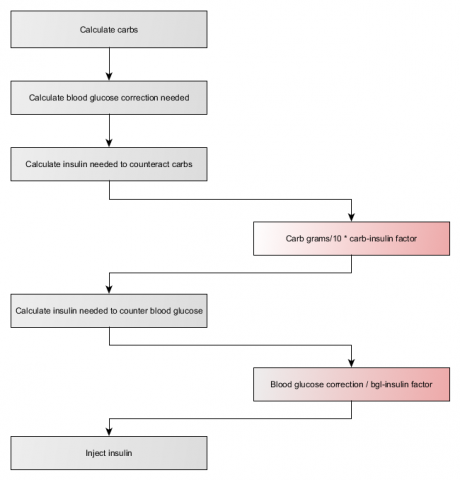 Calculate carbs
Calculate blood glucose correction needed
Calculate insulin needed to counteract carbs
Carb grams/10 * carb-insulin factor
Calculate insulin needed to counter blood glucose
Blood glucose correction / bgl-insulin factor
Inject insulin